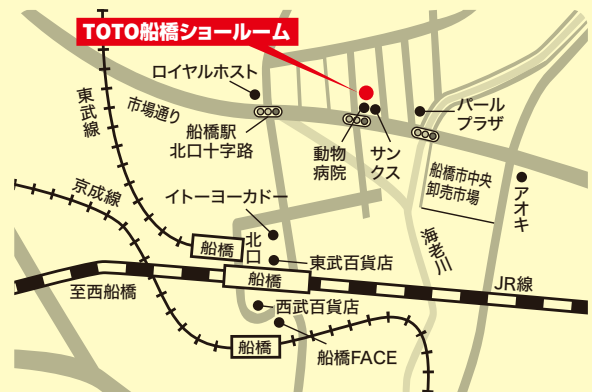 TOTO船橋ショールーム
ロイヤルホスト
東武線
市場通り
船橋駅
北口十字路
動物
病院
サン
クス
パール
プラザ
船橋市中央
卸売市場
アオキ
京成線
イトーヨーカドー
船橋
北口
海老川
東武百貨店
船橋
JR線
至西船橋
西武百貨店
船橋
船橋FACE